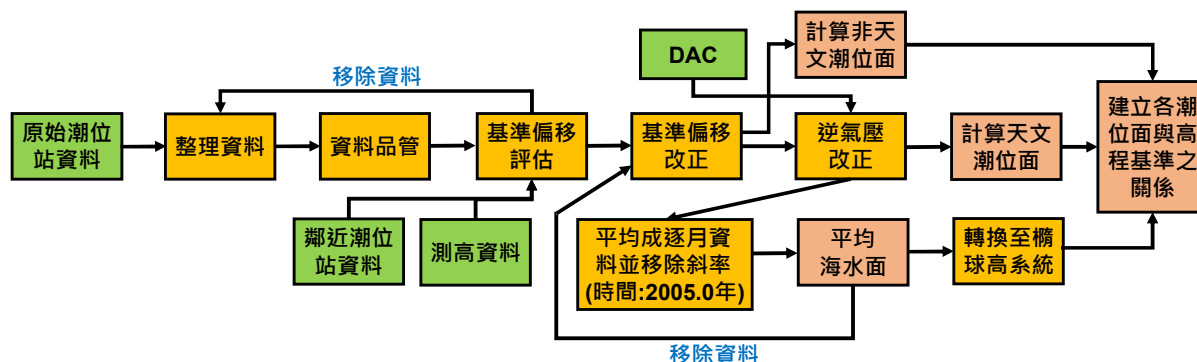 計算非天
文潮位面
DAC
移除資料
原始潮位
站資料
整理資料
資料品管
基準偏移
評估
基準偏移
改正
逆氣壓
改正
計算天文
潮位面
建立各潮
位面與高
程基準之
關係
鄰近潮位
站資料
測高資料
平均成逐月資
料並移除斜率
(時間:2005.0年)
平均
海水面
轉換至橢
球高系統
移除資料